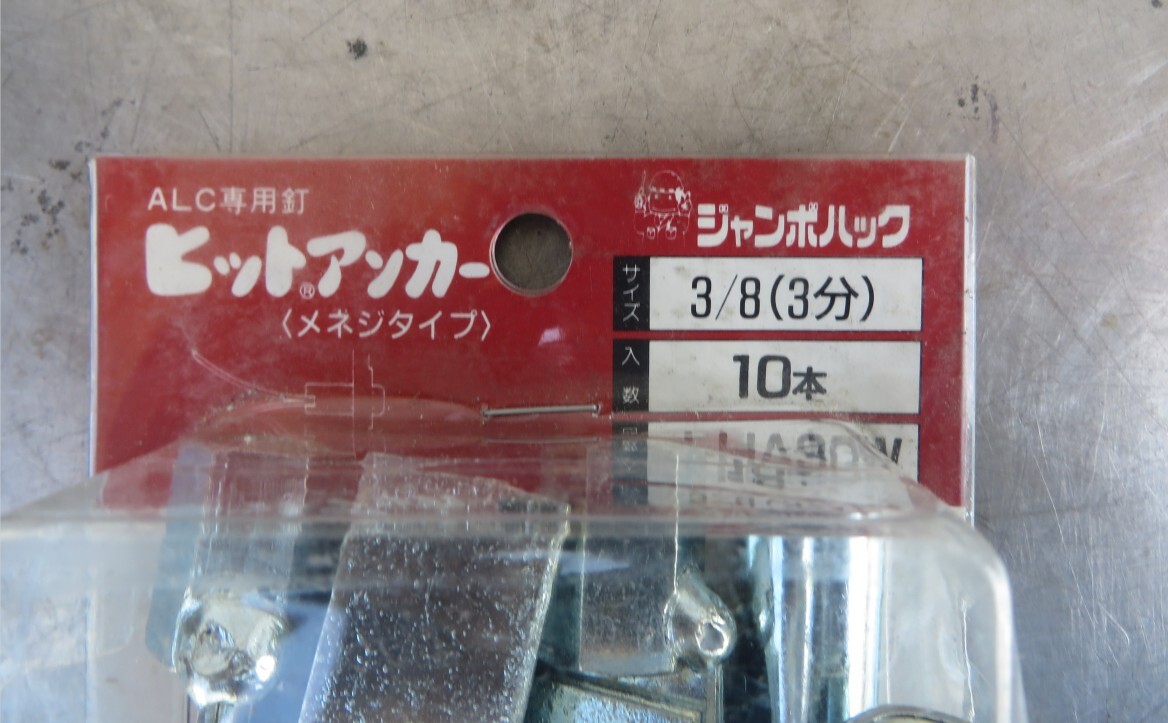 ALC専用釘
ヒットアンカー®
〈メネジタイプ〉
ジャンボハック
サイズ 3/8(3分)
入数 10本